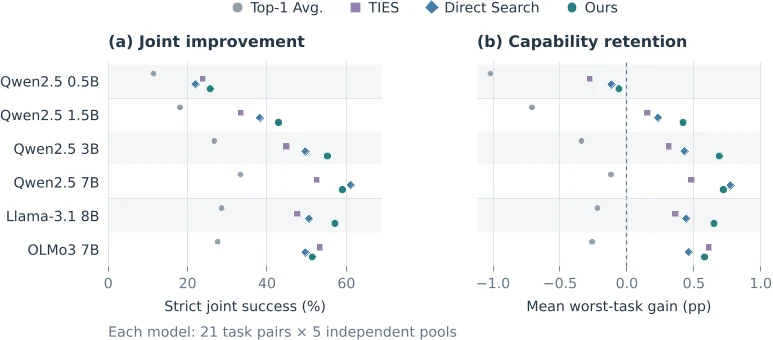 Top-1 Avg. TIES Direct Search Ours
(a) Joint improvement
(b) Capability retention
Qwen2.5 0.5B
Qwen2.5 1.5B
Qwen2.5 3B
Qwen2.5 7B
Llama-3.1 8B
OLMo3 7B
0 20 40 60
−1.0 −0.5 0.0 0.5 1.0
Strict joint success (%)
Mean worst-task gain (pp)
Each model: 21 task pairs × 5 independent pools